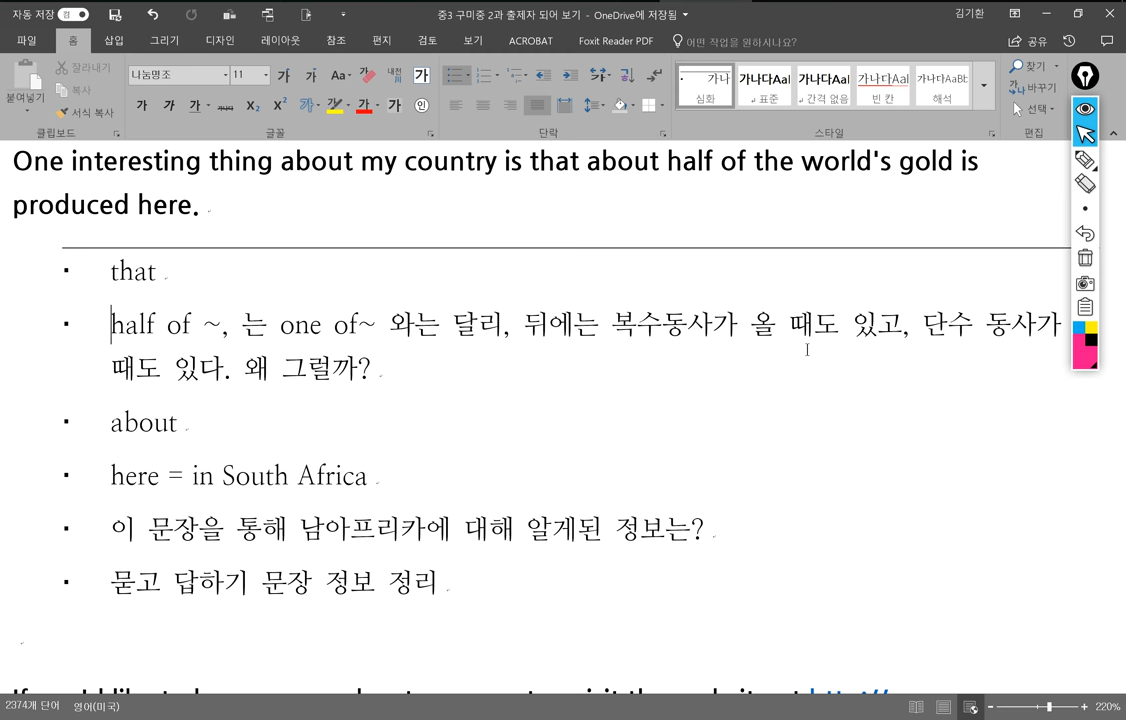 자동 저장 컴 중3 구미중 2과 출제자 되어 보기 - OneDrive에 저장됨 김기환
파일 홈 삽입 그리기 디자인 레이아웃 참조 편지 검토 보기 ACROBAT Foxit Reader PDF 어떤 작업을 원하시나요? 공유
붙여넣기 잘라내기 복사 서식 복사
나눔명조 11
가나 가나다AaI 가나다AaI 가나다AaI 가나다AaBb
심화 표준 간격 없음 빈 칸 해석
찾기 바꾸기 선택
클립보드 글꼴 단락 스타일 편집
One interesting thing about my country is that about half of the world's gold is
produced here.
▪ that
▪ half of ~, 는 one of~ 와는 달리, 뒤에는 복수동사가 올 때도 있고, 단수 동사가
때도 있다. 왜 그럴까?
▪ about
▪ here = in South Africa
▪ 이 문장을 통해 남아프리카에 대해 알게된 정보는?
▪ 묻고 답하기 문장 정보 정리
2374개 단어 영어(미국) 220%